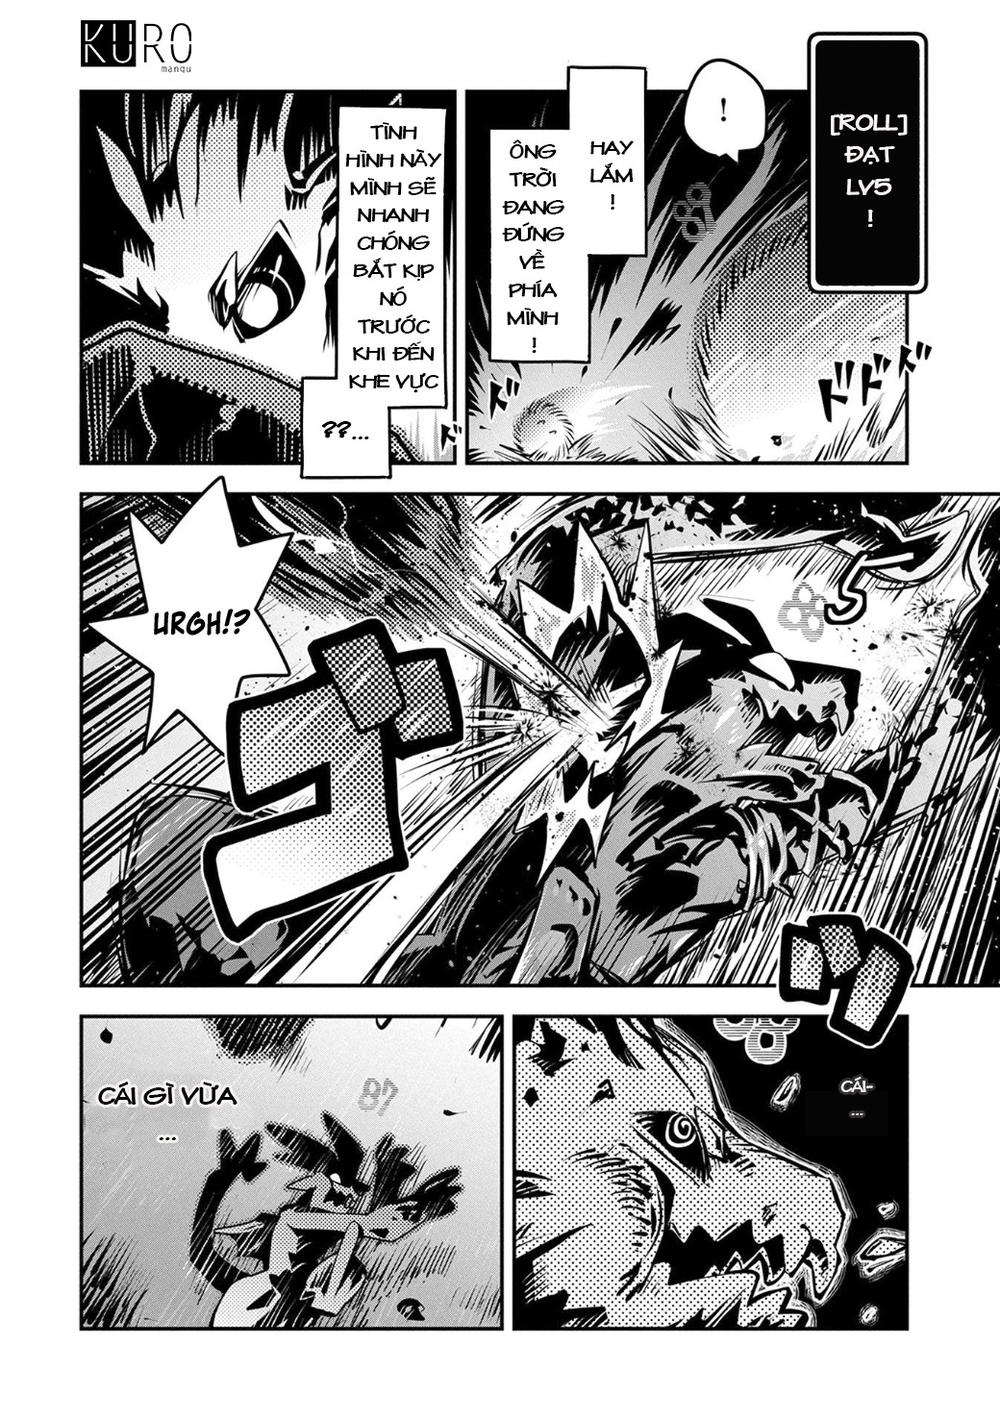 KURO
manqu
[ROLL]
ĐẠT
LV5
!
!
HAY
LẮM
!
ÔNG
TRỜI
ĐANG
ĐỨNG
VỀ
PHÍA
MÌNH
!
TÌNH
HÌNH NÀY
MÌNH SẼ
NHANH
CHÓNG
BẮT KỊP
NÓ
TRƯỚC
KHI ĐẾN
KHE VỰC
??...
ドドド
ド
URGH!?
ゴッ
CÁI-
...
CÁI GÌ VỪA
...